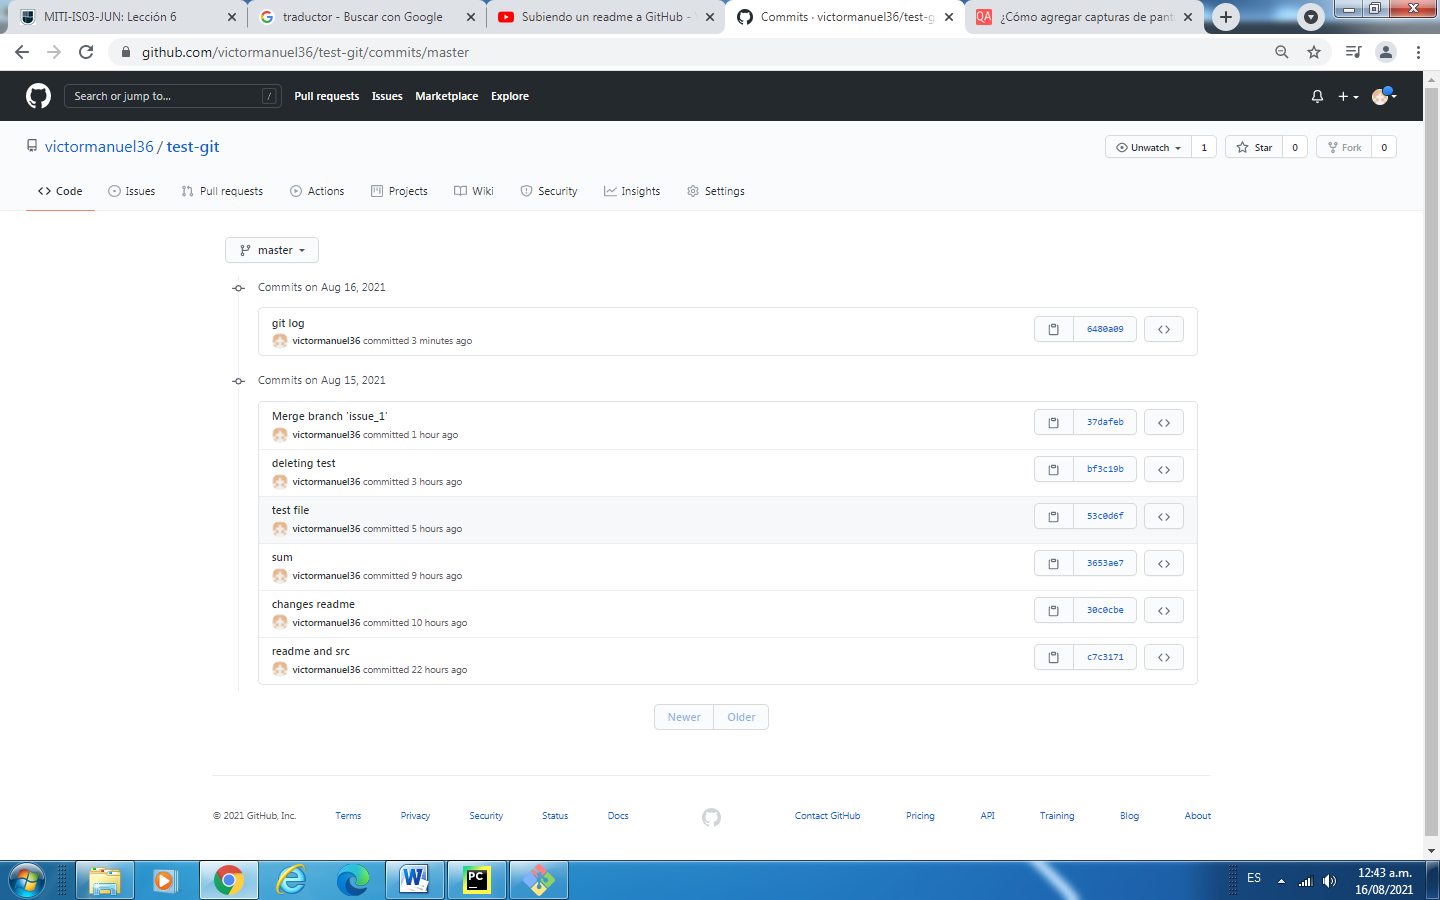 MITI-IS03-JUN: Lección 6
traductor - Buscar con Google
Subiendo un readme a GitHub -
Commits · victormanuel36/test-g
QA ¿Cómo agregar capturas de pant
github.com/victormanuel36/test-git/commits/master
Search or jump to... /
Pull requests Issues Marketplace Explore
victormanuel36 / test-git
Unwatch 1 Star 0 Fork 0
Code Issues Pull requests Actions Projects Wiki Security Insights Settings
master
Commits on Aug 16, 2021
git log
victormanuel36 committed 3 minutes ago
6480a09
Commits on Aug 15, 2021
Merge branch 'issue_1'
victormanuel36 committed 1 hour ago
37dafeb
deleting test
victormanuel36 committed 3 hours ago
bf3c19b
test file
victormanuel36 committed 5 hours ago
53c0d6f
sum
victormanuel36 committed 9 hours ago
3653ae7
changes readme
victormanuel36 committed 10 hours ago
30c0cbe
readme and src
victormanuel36 committed 22 hours ago
c7c3171
Newer Older
© 2021 GitHub, Inc. Terms Privacy Security Status Docs Contact GitHub Pricing API Training Blog About
W PC
ES
12:43 a.m.
16/08/2021